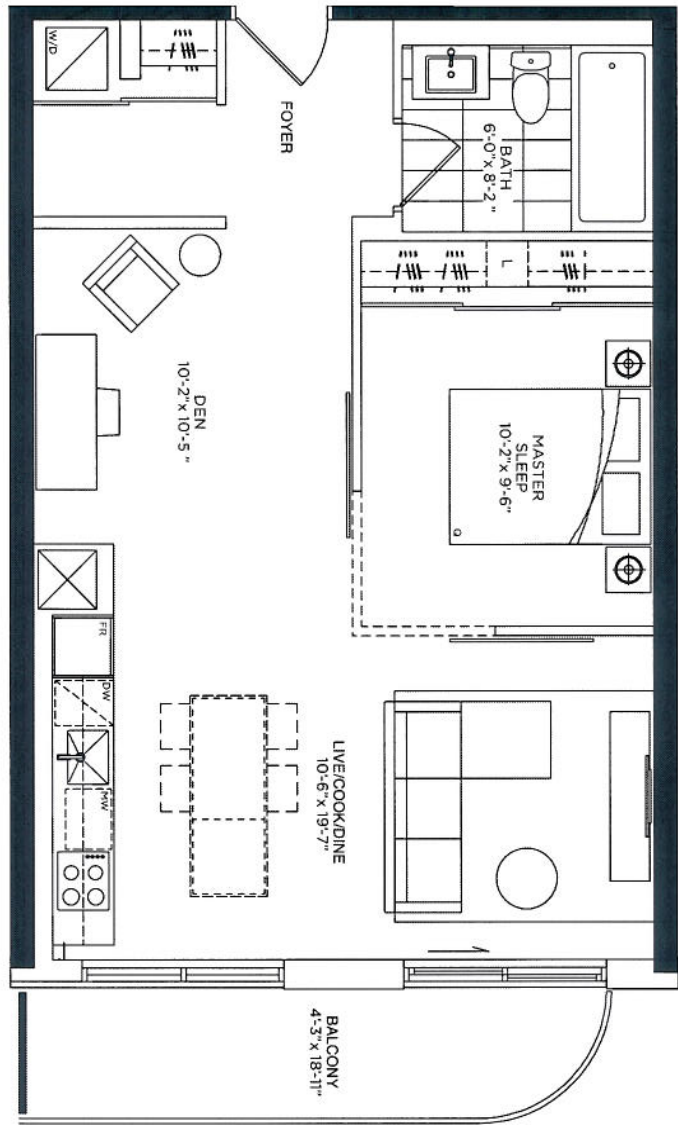 W/D
FOYER
BATH
6'-0"x 8'-2 "
L
DEN
10'-2"x 10'-5 "
MASTER
SLEEP
10'-2"x 9'-6"
Q
FR
DW
MW
LIVE/COOK/DINE
10'-6"x 19'-7"
BALCONY
4'-3"x 18'-11"